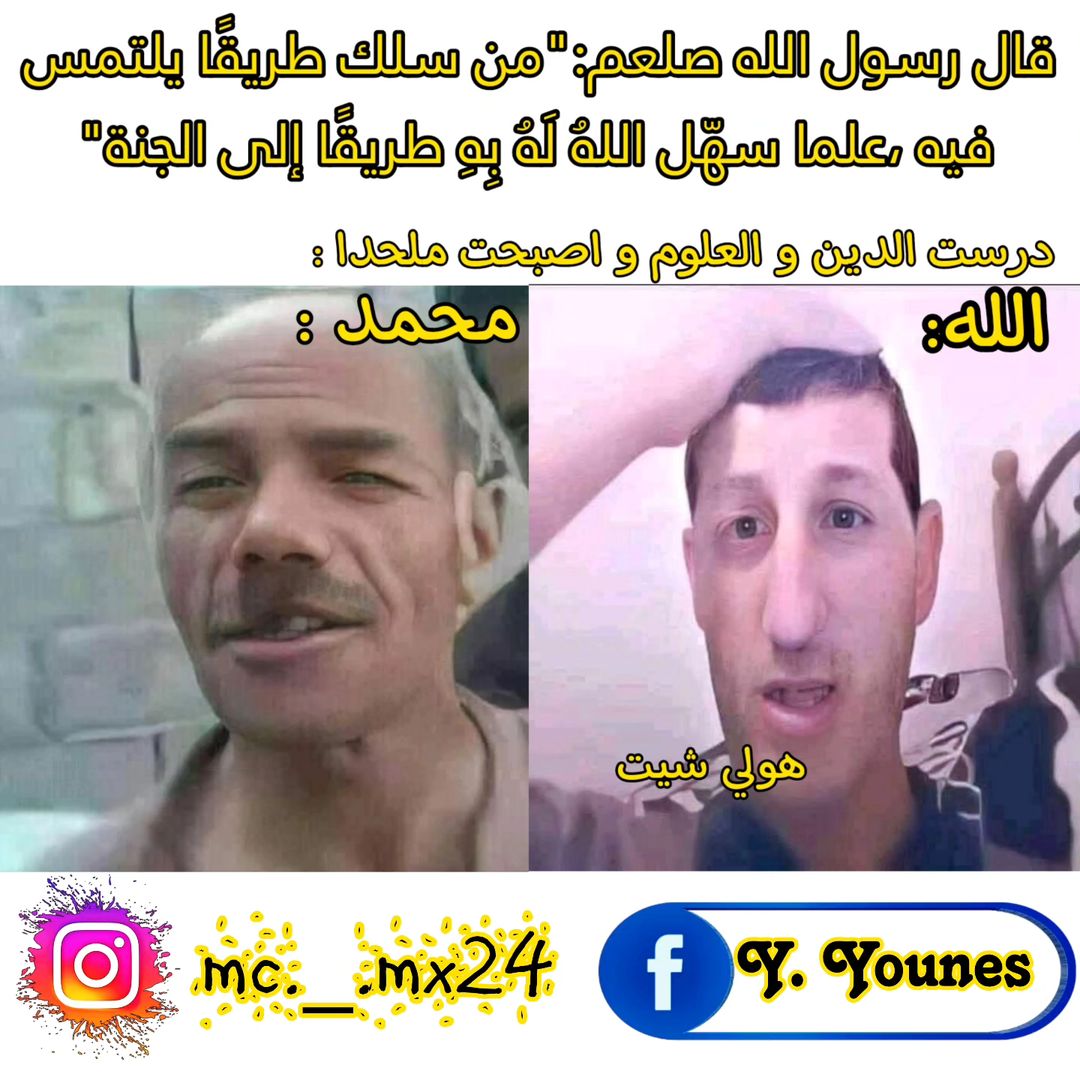 قال رسول الله صلعم:"من سلك طريقًا يلتمس
فيه ,علما سهّل اللهُ لَهُ بِهِ طريقًا إلى الجنة"
درست الدين و العلوم و اصبحت ملحدا :
الله:
محمد :
هولي شيت
mc._.mx24
f Y. Younes